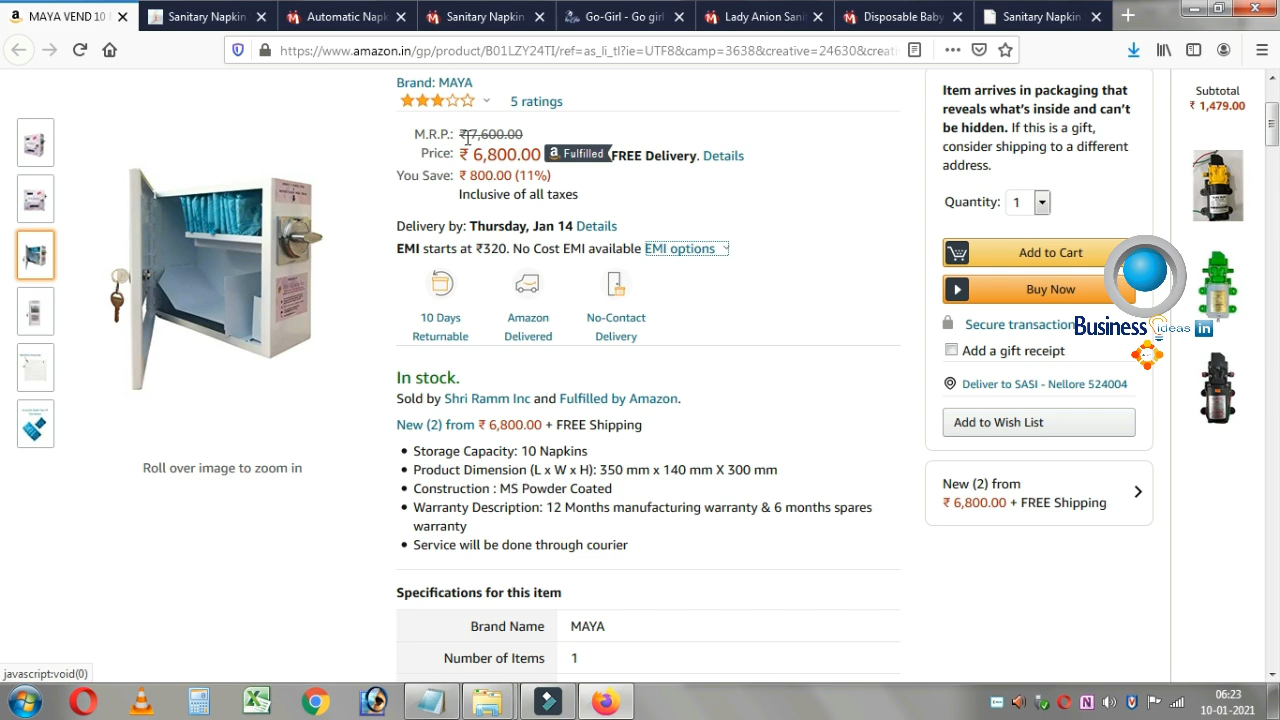 MAYA VEND 10
Sanitary Napkin
Automatic Napk
Sanitary Napkin
Go-Girl - Go girl
Lady Anion Sani
Disposable Baby
Sanitary Napkin
https://www.amazon.in/gp/product/B01LZY24TI/ref=as_li_tl?ie=UTF8&camp=3638&creative=24630&creati
Brand: MAYA
5 ratings
M.R.P.: ₹ 7,600.00
Price: ₹ 6,800.00 a Fulfilled FREE Delivery. Details
You Save: ₹ 800.00 (11%)
Inclusive of all taxes
Delivery by: Thursday, Jan 14 Details
EMI starts at ₹320. No Cost EMI available EMI options
10 Days Returnable
Amazon Delivered
No-Contact Delivery
In stock.
Sold by Shri Ramm Inc and Fulfilled by Amazon.
New (2) from ₹ 6,800.00 + FREE Shipping
• Storage Capacity: 10 Napkins
• Product Dimension (L x W x H): 350 mm x 140 mm X 300 mm
• Construction : MS Powder Coated
• Warranty Description: 12 Months manufacturing warranty & 6 months spares
warranty
• Service will be done through courier
Specifications for this item
Brand Name MAYA
Number of Items 1
Roll over image to zoom in
Item arrives in packaging that
reveals what's inside and can't
be hidden. If this is a gift,
consider shipping to a different
address.
Quantity: 1
Add to Cart
Buy Now
Secure transaction
Business ideas in
Add a gift receipt
Deliver to SASI - Nellore 524004
Add to Wish List
New (2) from
₹ 6,800.00 + FREE Shipping
Subtotal
₹ 1,479.00
javascript:void(0)
06:23
10-01-2021